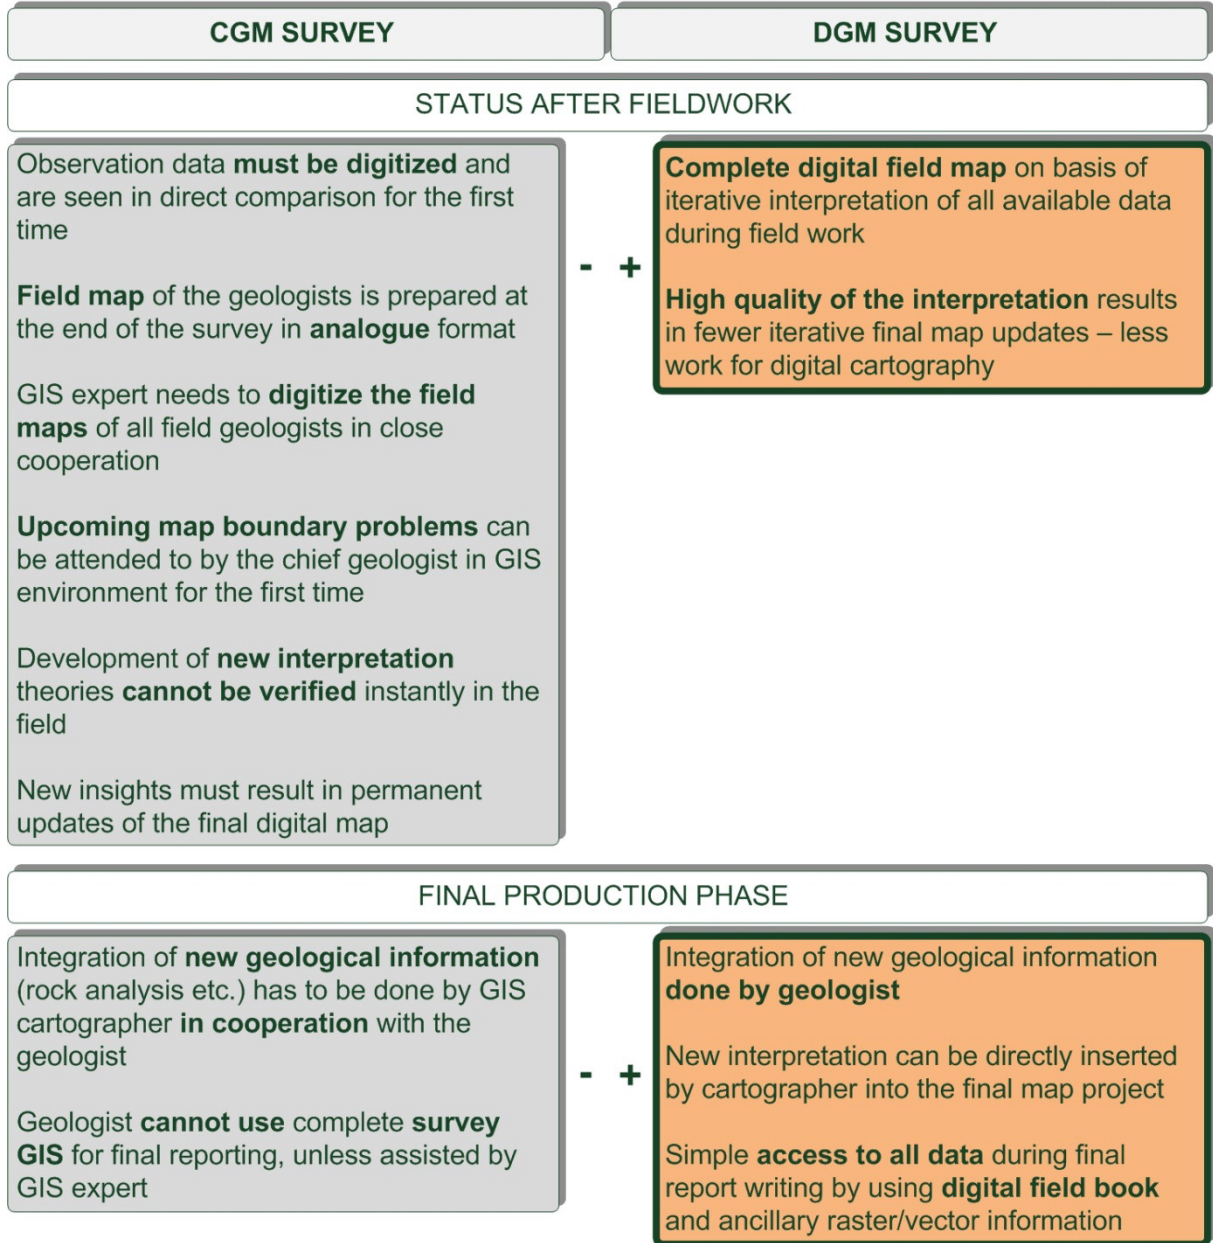 CGM SURVEY
DGM SURVEY
STATUS AFTER FIELDWORK
Observation data must be digitized and
are seen in direct comparison for the first
time
Field map of the geologists is prepared at
the end of the survey in analogue format
GIS expert needs to digitize the field
maps of all field geologists in close
cooperation
Upcoming map boundary problems can
be attended to by the chief geologist in GIS
environment for the first time
Development of new interpretation
theories cannot be verified instantly in the
field
New insights must result in permanent
updates of the final digital map
- +
Complete digital field map on basis of
iterative interpretation of all available data
during field work
High quality of the interpretation results
in fewer iterative final map updates – less
work for digital cartography
FINAL PRODUCTION PHASE
Integration of new geological information
(rock analysis etc.) has to be done by GIS
cartographer in cooperation with the
geologist
Geologist cannot use complete survey
GIS for final reporting, unless assisted by
GIS expert
- +
Integration of new geological information
done by geologist
New interpretation can be directly inserted
by cartographer into the final map project
Simple access to all data during final
report writing by using digital field book
and ancillary raster/vector information